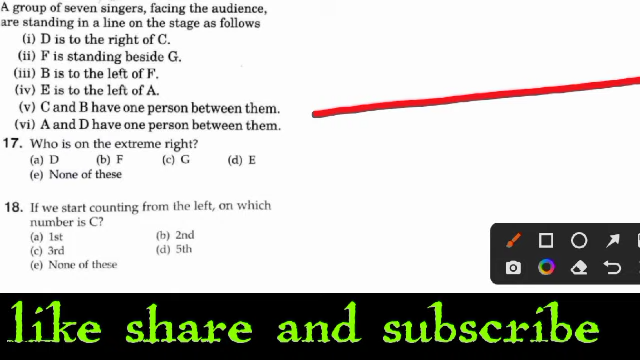 A group of seven singers, facing the audience,
are standing in a line on the stage as follows
(i) D is to the right of C.
(ii) F is standing beside G.
(iii) B is to the left of F.
(iv) E is to the left of A.
(v) C and B have one person between them.
(vi) A and D have one person between them.
17. Who is on the extreme right?
(a) D (b) F (c) G (d) E
(e) None of these
18. If we start counting from the left, on which
number is C?
(a) 1st (b) 2nd
(c) 3rd (d) 5th
(e) None of these
like share and subscribe